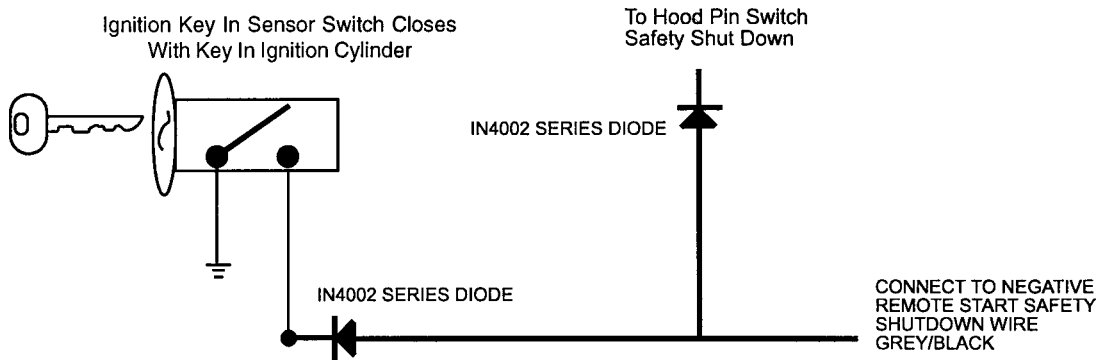 Ignition Key In Sensor Switch Closes
With Key In Ignition Cylinder
To Hood Pin Switch
Safety Shut Down
IN4002 SERIES DIODE
IN4002 SERIES DIODE
CONNECT TO NEGATIVE
REMOTE START SAFETY
SHUTDOWN WIRE
GREY/BLACK